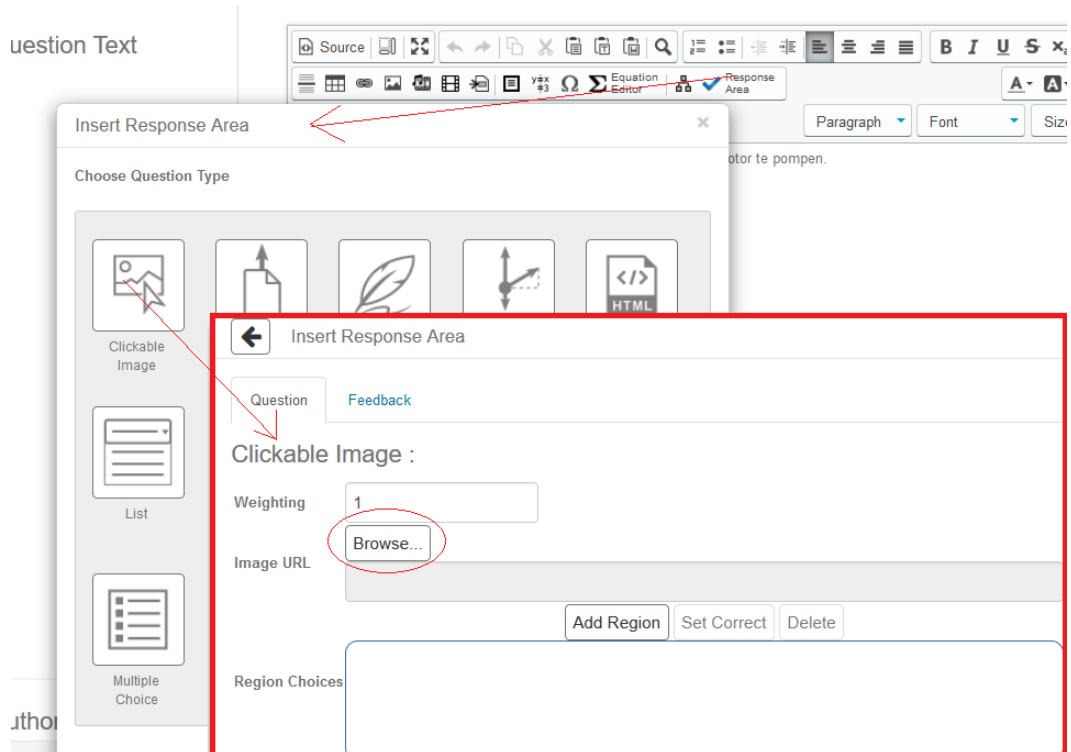 uestion Text
Source
Equation Editor
Response Area
B I U S x
A A
Insert Response Area ×
Paragraph Font Siz
otor te pompen.
Choose Question Type
</>
HTML
Clickable
Image
Insert Response Area
Question Feedback
Clickable Image :
Weighting 1
Browse...
List
Image URL
Add Region Set Correct Delete
Region Choices
Multiple
Choice
utho